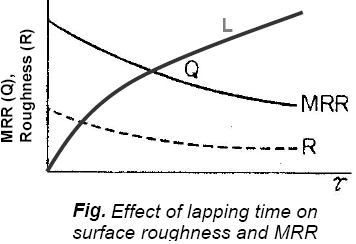 MRR (Q),
Roughness (R)
L
Q
MRR
R
τ
Fig. Effect of lapping time on
surface roughness and MRR